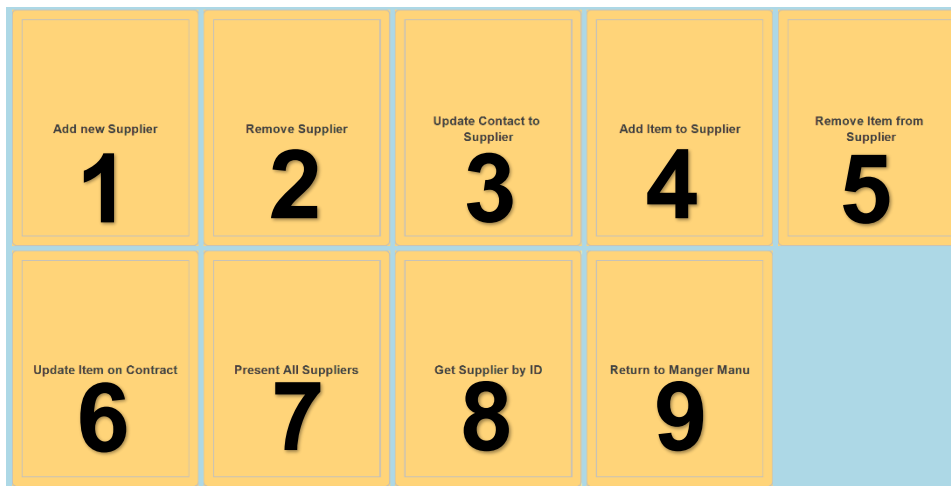 Add new Supplier
1
Remove Supplier
2
Update Contact to
Supplier
3
Add Item to Supplier
4
Remove Item from
Supplier
5
Update Item on Contract
6
Present All Suppliers
7
Get Supplier by ID
8
Return to Manger Manu
9